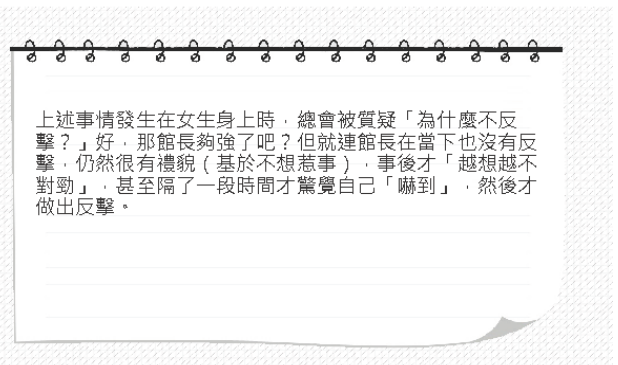 上述事情發生在女生身上時，總會被質疑「為什麼不反
擊？」好，那館長夠強了吧？但就連館長在當下也沒有反
擊，仍然很有禮貌（基於不想惹事），事後才「越想越不
對勁」，甚至隔了一段時間才驚覺自己「嚇到」，然後才
做出反擊。